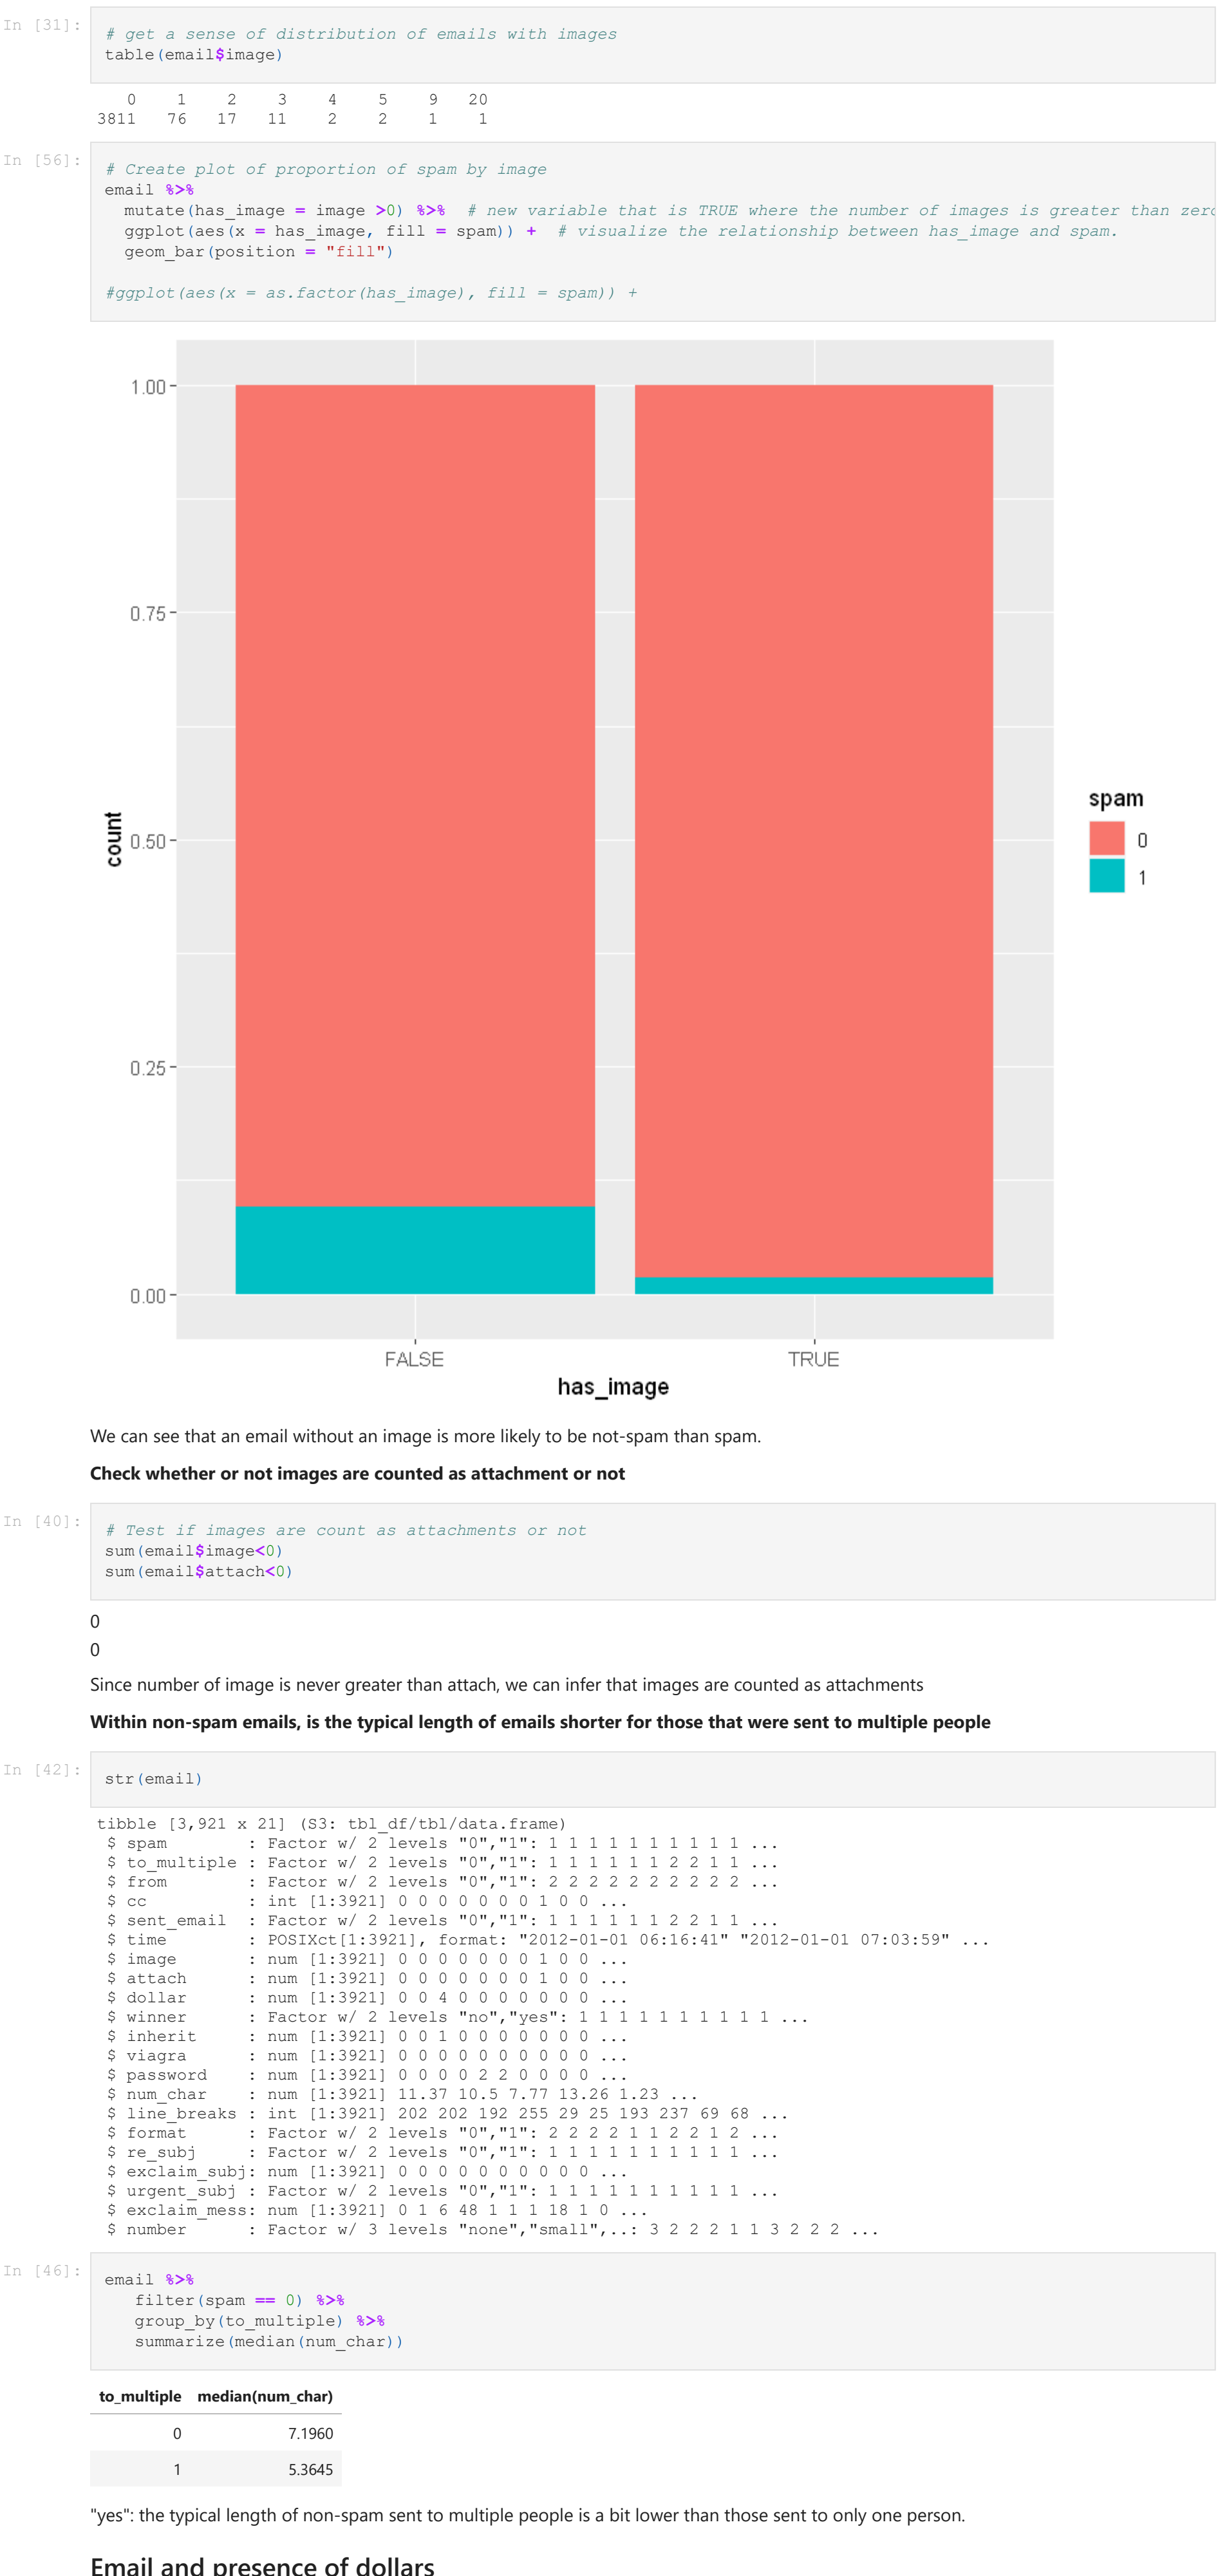 In [31]:
# get a sense of distribution of emails with images
table(email$image)
0 1 2 3 4 5 9 20
3811 76 17 11 2 2 1 1
In [56]:
# Create plot of proportion of spam by image
email %>%
mutate(has_image = image >0) %>% # new variable that is TRUE where the number of images is greater than zero
ggplot(aes(x = has_image, fill = spam)) + # visualize the relationship between has_image and spam.
geom_bar(position = "fill")
#ggplot(aes(x = as.factor(has_image), fill = spam)) +
1.00
0.75
0.50
0.25
0.00
count
FALSE TRUE
has_image
spam
0
1
We can see that an email without an image is more likely to be not-spam than spam.
Check whether or not images are counted as attachment or not
In [40]:
# Test if images are count as attachments or not
sum(email$image<0)
sum(email$attach<0)
0
0
Since number of image is never greater than attach, we can infer that images are counted as attachments
Within non-spam emails, is the typical length of emails shorter for those that were sent to multiple people
In [42]:
str(email)
tibble [3,921 x 21] (S3: tbl_df/tbl/data.frame)
$ spam : Factor w/ 2 levels "0","1": 1 1 1 1 1 1 1 1 1 1 ...
$ to_multiple : Factor w/ 2 levels "0","1": 1 1 1 1 1 1 2 2 1 1 ...
$ from : Factor w/ 2 levels "0","1": 2 2 2 2 2 2 2 2 2 2 ...
$ cc : int [1:3921] 0 0 0 0 0 0 0 1 0 0 ...
$ sent_email : Factor w/ 2 levels "0","1": 1 1 1 1 1 1 2 2 1 1 ...
$ time : POSIXct[1:3921], format: "2012-01-01 06:16:41" "2012-01-01 07:03:59" ...
$ image : num [1:3921] 0 0 0 0 0 0 0 1 0 0 ...
$ attach : num [1:3921] 0 0 0 0 0 0 0 1 0 0 ...
$ dollar : num [1:3921] 0 0 4 0 0 0 0 0 0 0 ...
$ winner : Factor w/ 2 levels "no","yes": 1 1 1 1 1 1 1 1 1 1 ...
$ inherit : num [1:3921] 0 0 1 0 0 0 0 0 0 0 ...
$ viagra : num [1:3921] 0 0 0 0 0 0 0 0 0 0 ...
$ password : num [1:3921] 0 0 0 0 2 2 0 0 0 0 ...
$ num_char : num [1:3921] 11.37 10.5 7.77 13.26 1.23 ...
$ line_breaks : int [1:3921] 202 202 192 255 29 25 193 237 69 68 ...
$ format : Factor w/ 2 levels "0","1": 2 2 2 2 1 1 2 2 1 2 ...
$ re_subj : Factor w/ 2 levels "0","1": 1 1 1 1 1 1 1 1 1 1 ...
$ exclaim_subj: num [1:3921] 0 0 0 0 0 0 0 0 0 0 ...
$ urgent_subj : Factor w/ 2 levels "0","1": 1 1 1 1 1 1 1 1 1 1 ...
$ exclaim_mess: num [1:3921] 0 1 6 48 1 1 1 18 1 0 ...
$ number : Factor w/ 3 levels "none","small",..: 3 2 2 2 1 1 3 2 2 2 ...
In [46]:
email %>%
filter(spam == 0) %>%
group_by(to_multiple) %>%
summarize(median(num_char))
to_multiple median(num_char)
0 7.1960
1 5.3645
"yes": the typical length of non-spam sent to multiple people is a bit lower than those sent to only one person.
Email and presence of dollars